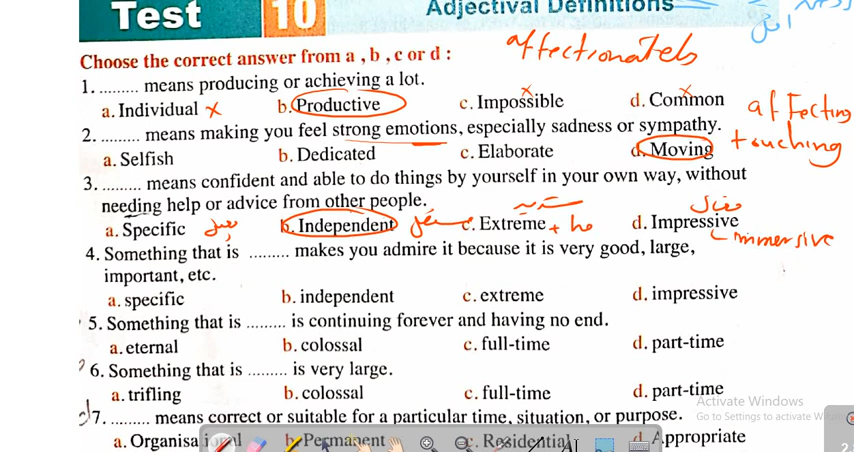 Test 10 Adjectival Definitions
affectionately
Choose the correct answer from a , b , c or d :
1. ......... means producing or achieving a lot.
a. Individual x b. Productive c. Impossible x d. Common x
affecting
2. ......... means making you feel strong emotions, especially sadness or sympathy.
touching
a. Selfish b. Dedicated c. Elaborate d. Moving
3. ......... means confident and able to do things by yourself in your own way, without
needing help or advice from other people.
a. Specific b. Independent c. Extreme + ly d. Impressive
immersive
4. Something that is ......... makes you admire it because it is very good, large,
important, etc.
a. specific b. independent c. extreme d. impressive
5. Something that is ......... is continuing forever and having no end.
a. eternal b. colossal c. full-time d. part-time
6. Something that is ......... is very large.
a. trifling b. colossal c. full-time d. part-time
Activate Windows
7. ......... means correct or suitable for a particular time, situation, or purpose.
Go to Settings to activate
a. Organisa b. Permanent c. Residential d. Appropriate